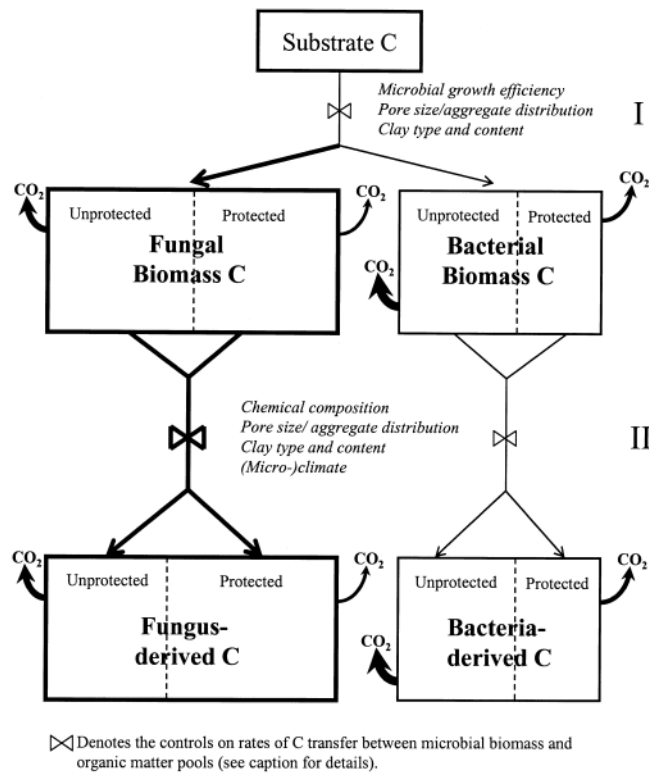 Substrate C
Microbial growth efficiency
Pore size/aggregate distribution
Clay type and content
I
CO2
CO2
CO2
Unprotected
Protected
Unprotected
Protected
Fungal
Biomass C
Bacterial
Biomass C
CO2
Chemical composition
Pore size/ aggregate distribution
Clay type and content
(Micro-)climate
II
CO2
CO2
CO2
Unprotected
Protected
Unprotected
Protected
Fungus-
derived C
Bacteria-
derived C
CO2
Denotes the controls on rates of C transfer between microbial biomass and
organic matter pools (see caption for details).